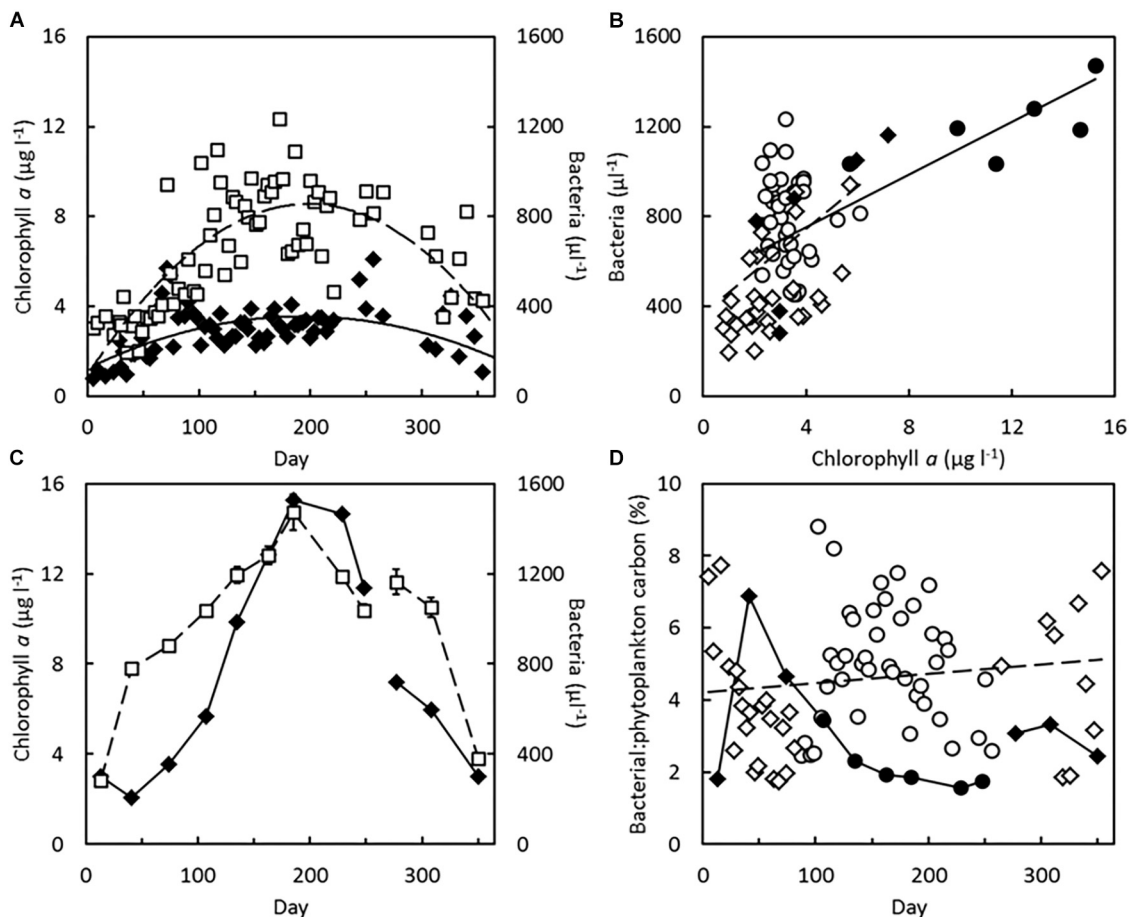 A
Chlorophyll a (µg l-1)
16
12
8
4
0
1600
1200
800
400
0
Bacteria (µl-1)
0 100 200 300
Day
B
Bacteria (µl-1)
1600
1200
800
400
0
0 4 8 12 16
Chlorophyll a (µg l-1)
C
Chlorophyll a (µg l-1)
16
12
8
4
0
1600
1200
800
400
0
Bacteria (µl-1)
0 100 200 300
Day
D
Bacterial:phytoplankton carbon (%)
10
8
6
4
2
0
0 100 200 300
Day